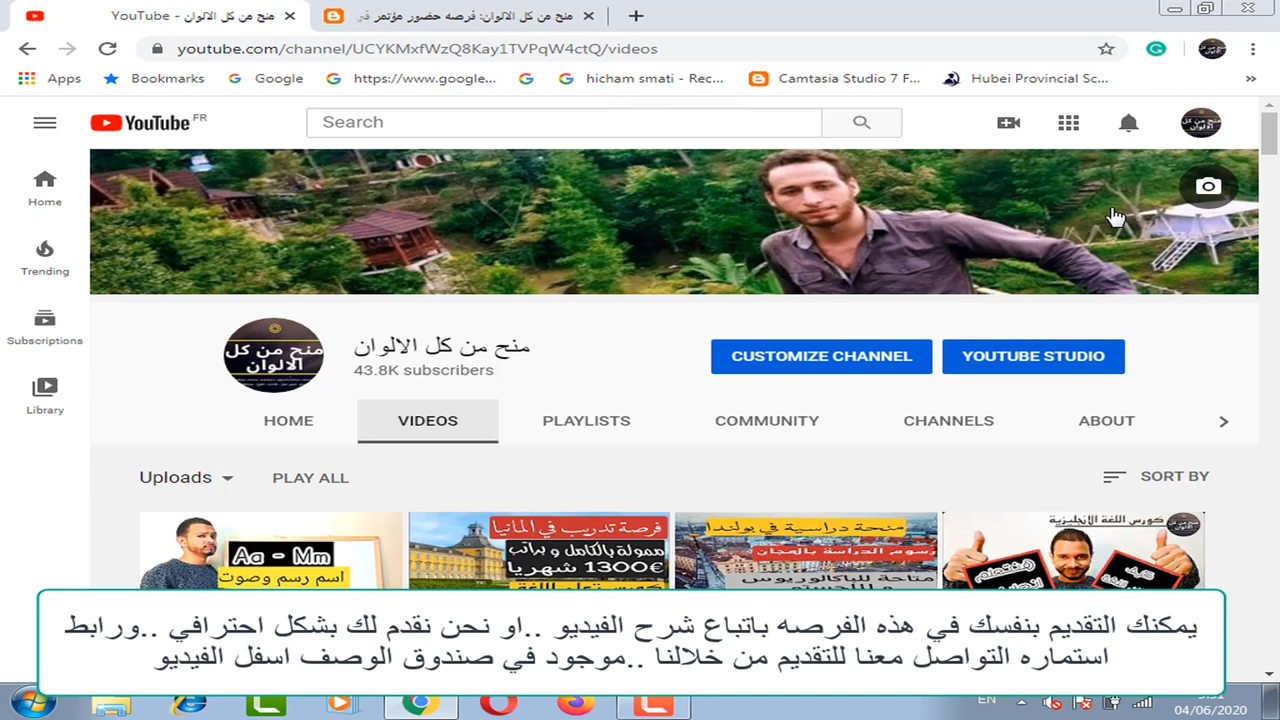 منح من كل الالوان - YouTube
منح من كل الالوان: فرصه حضور مؤتمر في
youtube.com/channel/UCYKMxfWzQ8Kay1TVPqW4ctQ/videos
Apps
Bookmarks
Google
https://www.google...
hicham smati - Rec...
Camtasia Studio 7 F...
Hubei Provincial Sc...
»
YouTube FR
Search
منح من كل
الالوان
Home
Trending
Subscriptions
Library
منح من كل
الالوان
منح من كل الالوان
43.8K subscribers
CUSTOMIZE CHANNEL
YOUTUBE STUDIO
HOME
VIDEOS
PLAYLISTS
COMMUNITY
CHANNELS
ABOUT
Uploads
PLAY ALL
SORT BY
Aa - Mm
اسم رسم وصوت
فرصة تدريب في المانيا
ممولة بالكامل و براتب
1300€ شهريا
منحة دراسية في بولندا
رسوم الدراسة بالمجان
متاحة للباكالوريوس
كورس اللغة الإنجليزية
يمكنك التقديم بنفسك في هذه الفرصه باتباع شرح الفيديو ..او نحن نقدم لك بشكل احترافي ..ورابط
استماره التواصل معنا للتقديم من خلالنا ..موجود في صندوق الوصف اسفل الفيديو
EN
04/06/2020